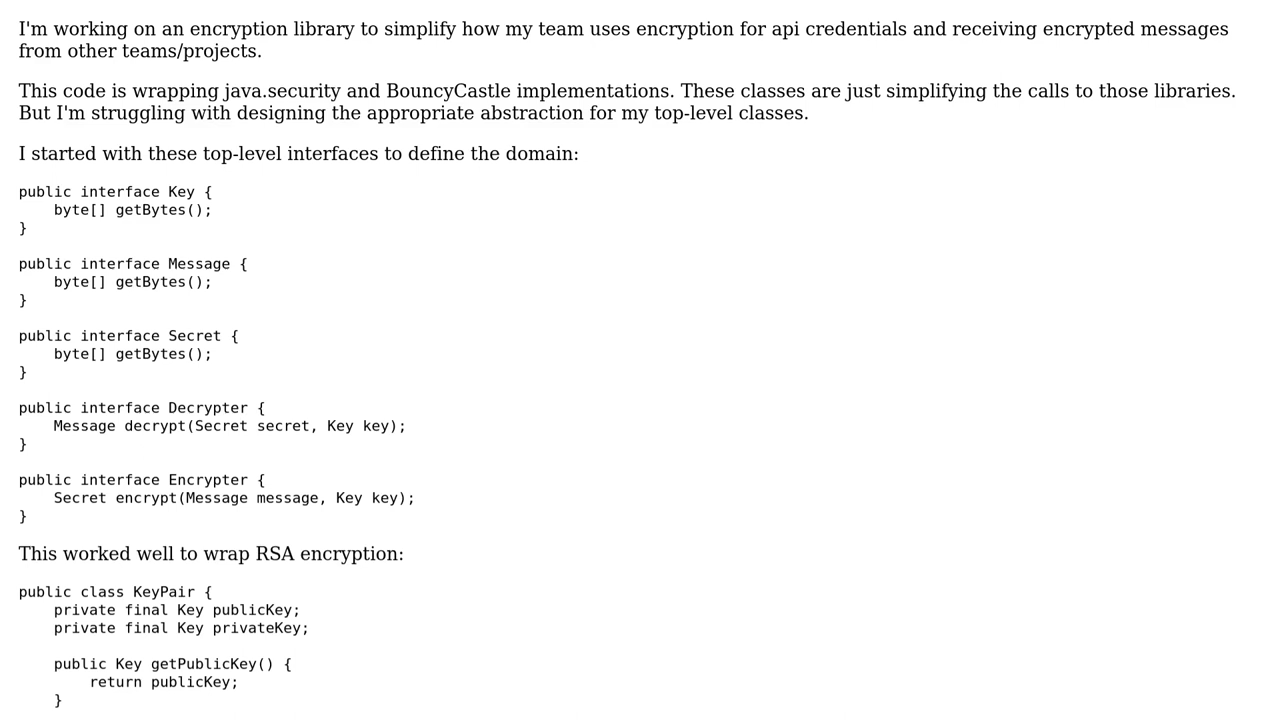 I'm working on an encryption library to simplify how my team uses encryption for api credentials and receiving encrypted messages
from other teams/projects.
This code is wrapping java.security and BouncyCastle implementations. These classes are just simplifying the calls to those libraries.
But I'm struggling with designing the appropriate abstraction for my top-level classes.
I started with these top-level interfaces to define the domain:
public interface Key {
    byte[] getBytes();
}
public interface Message {
    byte[] getBytes();
}
public interface Secret {
    byte[] getBytes();
}
public interface Decrypter {
    Message decrypt(Secret secret, Key key);
}
public interface Encrypter {
    Secret encrypt(Message message, Key key);
}
This worked well to wrap RSA encryption:
public class KeyPair {
    private final Key publicKey;
    private final Key privateKey;
    public Key getPublicKey() {
        return publicKey;
    }